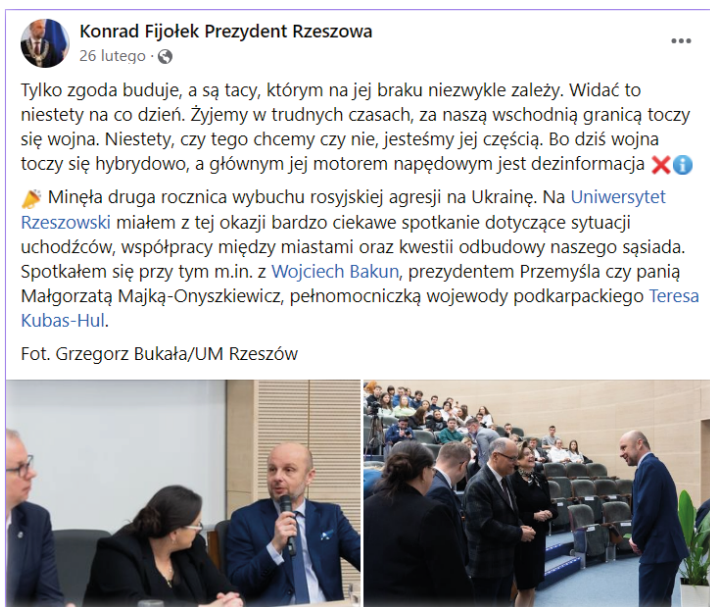 Konrad Fijołek Prezydent Rzeszowa
26 lutego ·
Tylko zgoda buduje, a są tacy, którym na jej braku niezwykle zależy. Widać to
niestety na co dzień. Żyjemy w trudnych czasach, za naszą wschodnią granicą toczy
się wojna. Niestety, czy tego chcemy czy nie, jesteśmy jej częścią. Bo dziś wojna
toczy się hybrydowo, a głównym jej motorem napędowym jest dezinformacja ❌ℹ️
🎉 Minęła druga rocznica wybuchu rosyjskiej agresji na Ukrainę. Na Uniwersytet
Rzeszowski miałem z tej okazji bardzo ciekawe spotkanie dotyczące sytuacji
uchodźców, współpracy między miastami oraz kwestii odbudowy naszego sąsiada.
Spotkałem się przy tym m.in. z Wojciech Bakun, prezydentem Przemyśla czy panią
Małgorzatą Majką-Onyszkiewicz, pełnomocniczką wojewody podkarpackiego Teresa
Kubas-Hul.
Fot. Grzegorz Bukała/UM Rzeszów